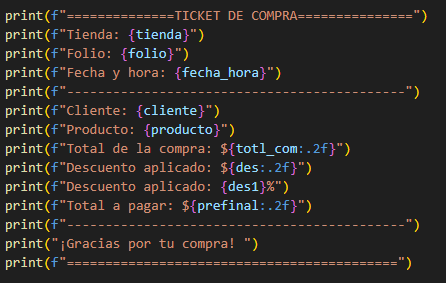 print(f"==============TICKET DE COMPRA===============")
print(f"Tienda: {tienda}")
print(f"Folio: {folio}")
print(f"Fecha y hora: {fecha_hora}")
print(f"--------------------------------------------")
print(f"Cliente: {cliente}")
print(f"Producto: {producto}")
print(f"Total de la compra: ${totl_com:.2f}")
print(f"Descuento aplicado: ${des:.2f}")
print(f"Descuento aplicado: {des1}%")
print(f"Total a pagar: ${prefinal:.2f}")
print(f"--------------------------------------------")
print("¡Gracias por tu compra! ")
print(f"===========================================")